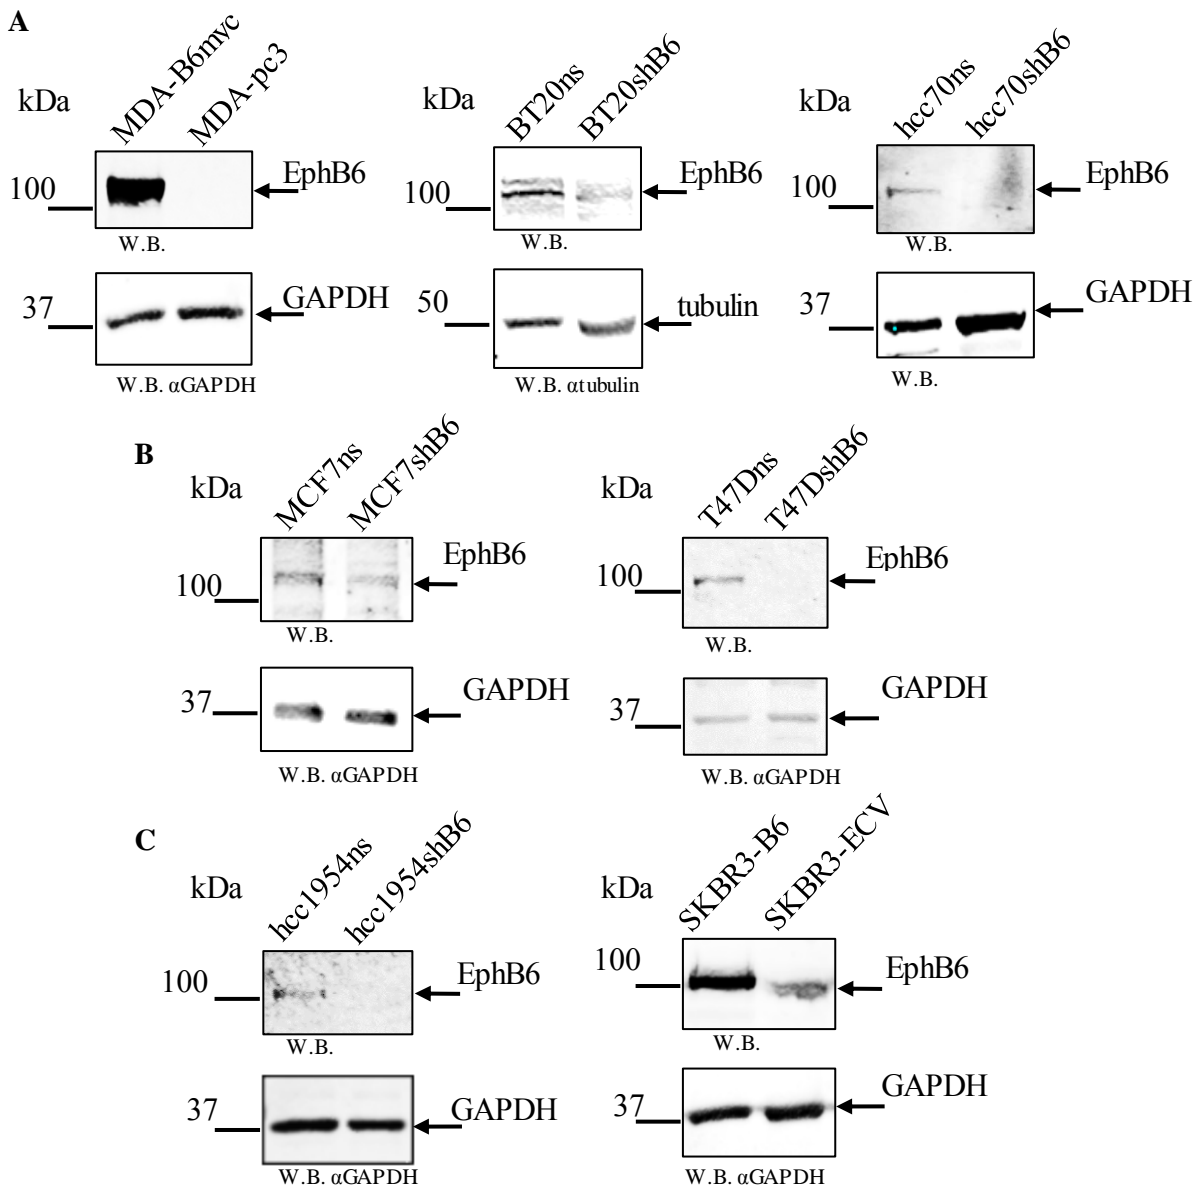 A
kDa
MDA-B6mvc
MDA-pc3
100
EphB6
W.B.
37
GAPDH
W.B. αGAPDH
kDa
BT20ns
BT20shB6
100
EphB6
W.B.
50
tubulin
W.B. αtubulin
kDa
hcc70ns
hcc70shB6
100
EphB6
W.B.
37
GAPDH
W.B.
B
kDa
MCF7ns
MCF7shB6
100
EphB6
W.B.
37
GAPDH
W.B. αGAPDH
kDa
T47Dns
T47DshB6
100
EphB6
W.B.
37
GAPDH
W.B. αGAPDH
C
kDa
hcc1954ns
hcc1954shB6
100
EphB6
W.B.
37
GAPDH
W.B. αGAPDH
kDa
SKBR3-B6
SKBR3-ECV
100
EphB6
W.B.
37
GAPDH
W.B. αGAPDH